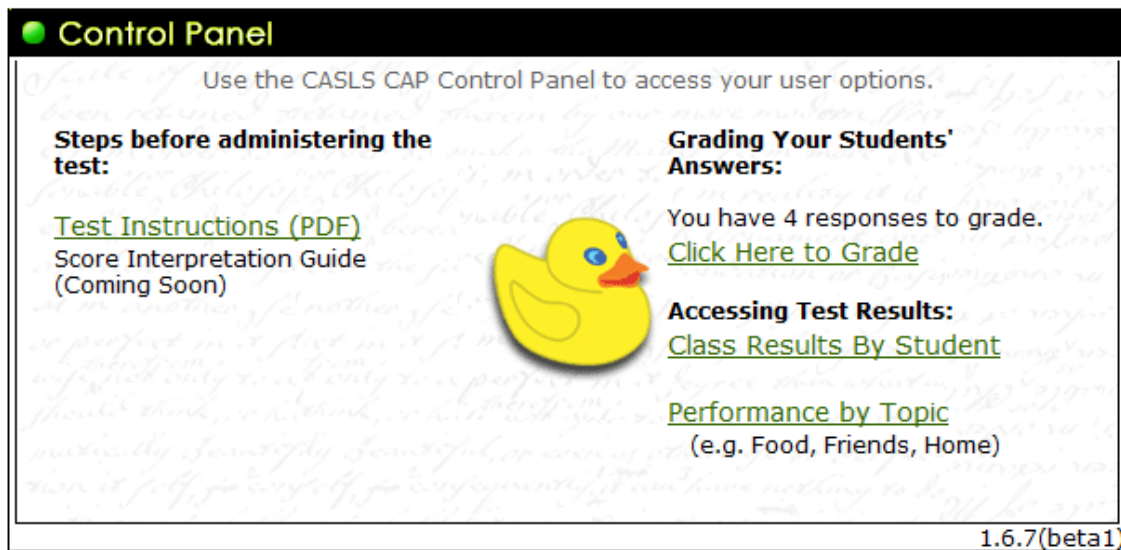 Control Panel
Use the CASLS CAP Control Panel to access your user options.
Steps before administering the
test:
Test Instructions (PDF)
Score Interpretation Guide
(Coming Soon)
Grading Your Students'
Answers:
You have 4 responses to grade.
Click Here to Grade
Accessing Test Results:
Class Results By Student
Performance by Topic
(e.g. Food, Friends, Home)
1.6.7(beta1)